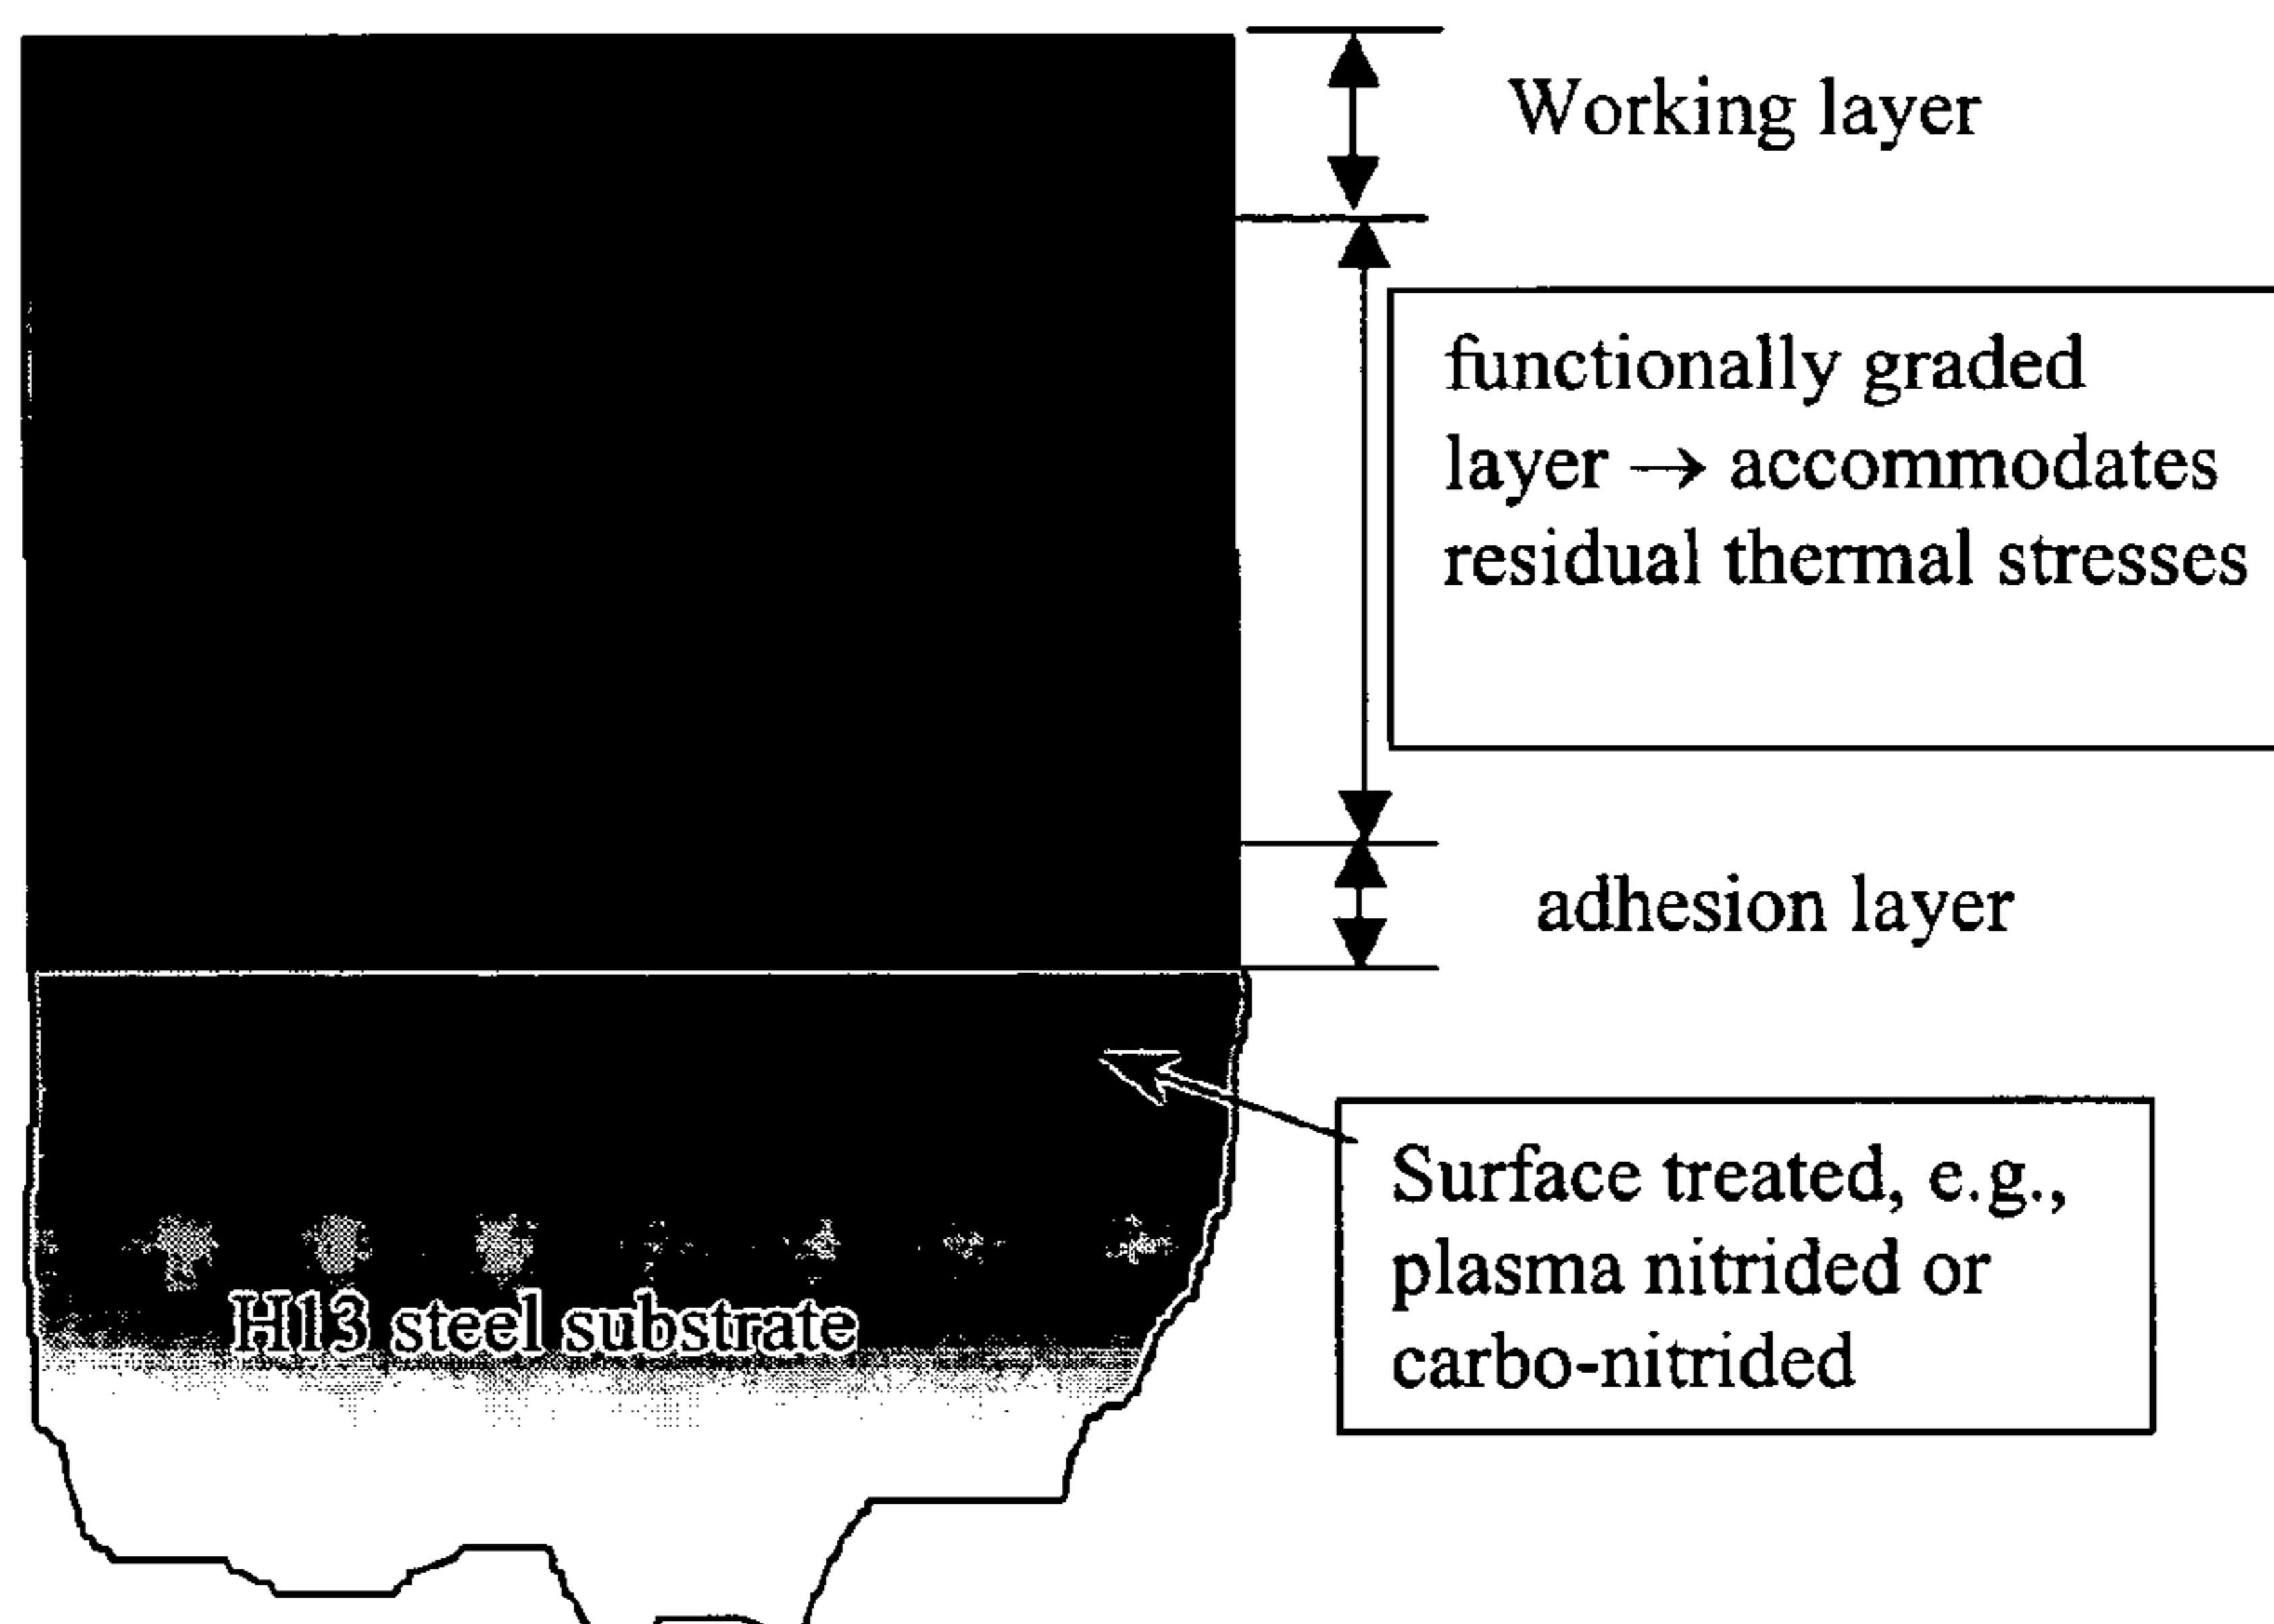 Working layer
functionally graded
layer → accommodates
residual thermal stresses
adhesion layer
Surface treated, e.g.,
plasma nitrided or
carbo-nitrided
H13 steel substrate